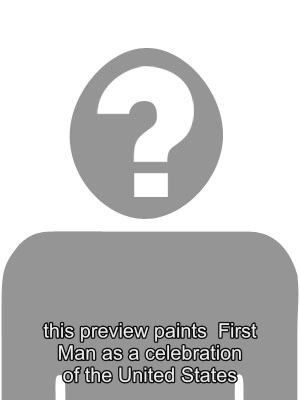 ?
this preview paints  First
Man as a celebration
of the United States